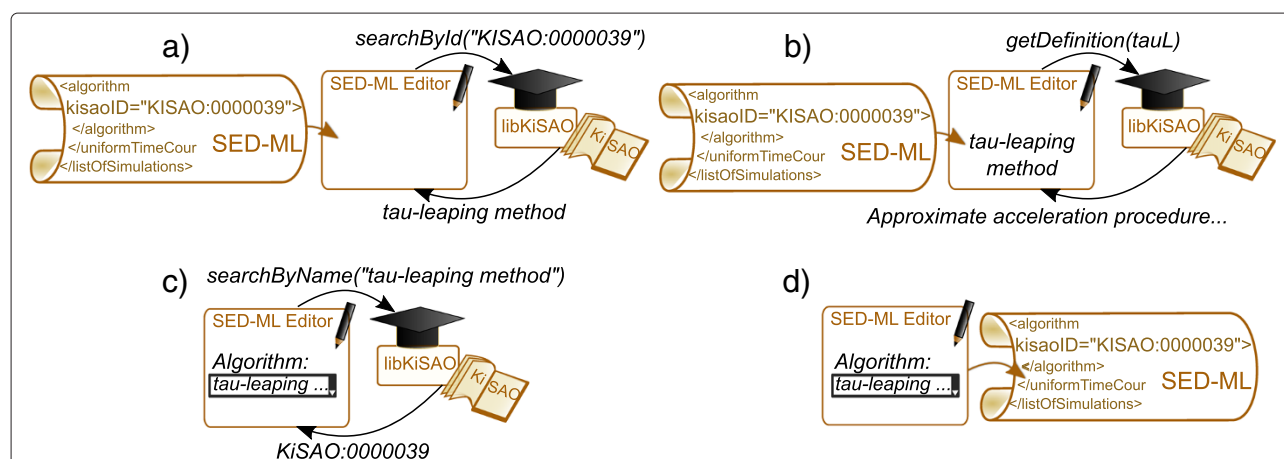 a)
searchById("KISAO:0000039")
<algorithm
kisaoID="KISAO:0000039">
</algorithm>
</uniformTimeCour
</listOfSimulations>
SED-ML
SED-ML Editor
libKiSAO
Ki SAO
tau-leaping method
b)
getDefinition(tauL)
<algorithm
kisaoID="KISAO:0000039">
</algorithm>
</uniformTimeCour
</listOfSimulations>
SED-ML
SED-ML Editor
tau-leaping
method
libKiSAO
Ki SAO
Approximate acceleration procedure...
c)
searchByName("tau-leaping method")
SED-ML Editor
Algorithm:
tau-leaping ...
libKiSAO
Ki SAO
KiSAO:0000039
d)
SED-ML Editor
Algorithm:
tau-leaping ...
<algorithm
kisaoID="KISAO:0000039">
</algorithm>
</uniformTimeCour
</listOfSimulations>
SED-ML